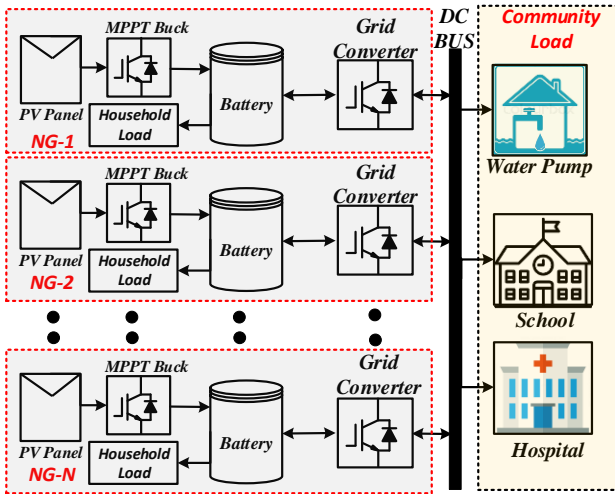 MPPT Buck
PV Panel
NG-1
Household
Load
Battery
Grid
Converter
DC
BUS
Community
Load
Water Pump
MPPT Buck
PV Panel
NG-2
Household
Load
Battery
Grid
Converter
School
MPPT Buck
PV Panel
NG-N
Household
Load
Battery
Grid
Converter
Hospital